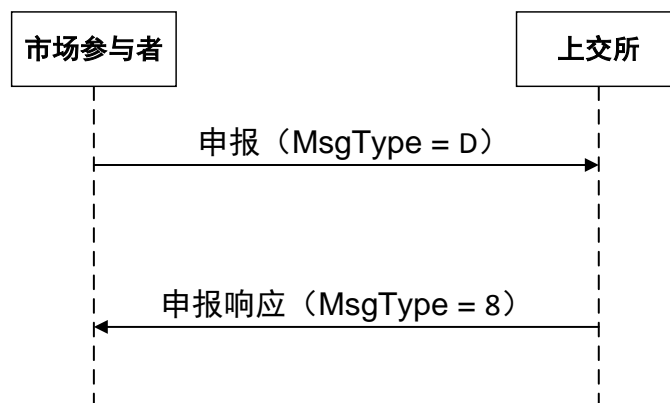 市场参与者
上交所
申报（MsgType = D）
申报响应（MsgType = 8）